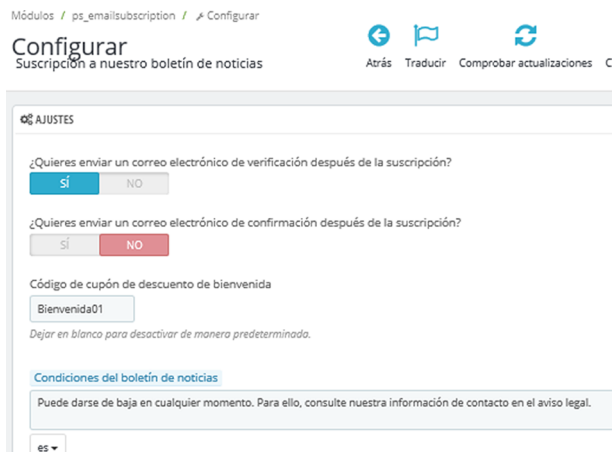 Módulos / ps_emailsubscription / Configurar
Configurar
Suscripción a nuestro boletín de noticias
Atrás Traducir Comprobar actualizaciones C
AJUSTES
¿Quieres enviar un correo electrónico de verificación después de la suscripción?
SÍ NO
¿Quieres enviar un correo electrónico de confirmación después de la suscripción?
SÍ NO
Código de cupón de descuento de bienvenida
Bienvenida01
Dejar en blanco para desactivar de manera predeterminada.
Condiciones del boletín de noticias
Puede darse de baja en cualquier momento. Para ello, consulte nuestra información de contacto en el aviso legal.
es